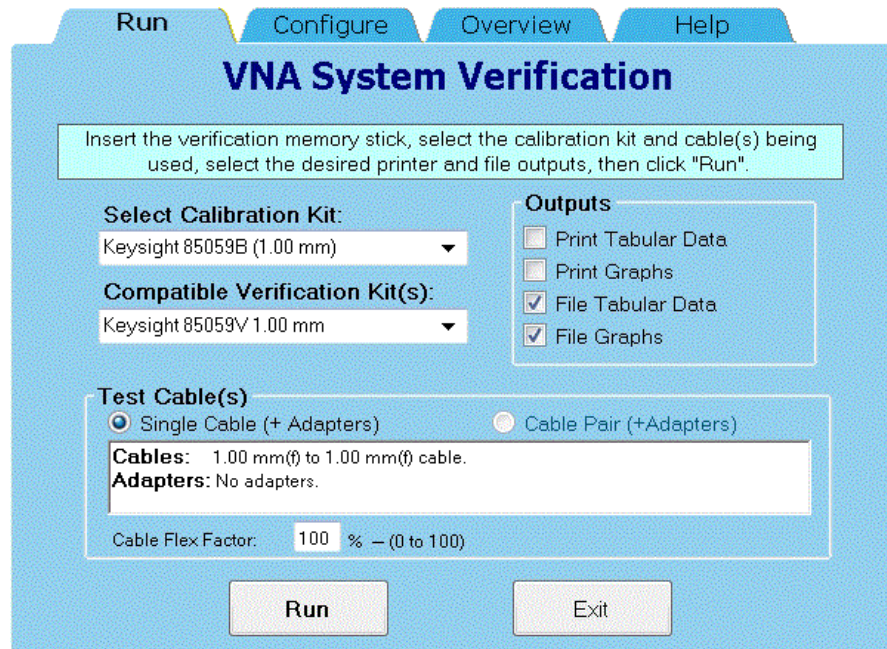 Run
Configure
Overview
Help
VNA System Verification
Insert the verification memory stick, select the calibration kit and cable(s) being
used, select the desired printer and file outputs, then click "Run".
Select Calibration Kit:
Keysight 85059B (1.00 mm)
Compatible Verification Kit(s):
Keysight 85059V 1.00 mm
Outputs
Print Tabular Data
Print Graphs
File Tabular Data
File Graphs
Test Cable(s)
Single Cable (+ Adapters)
Cable Pair (+Adapters)
Cables: 1.00 mm(f) to 1.00 mm(f) cable.
Adapters: No adapters.
Cable Flex Factor: 100 % – (0 to 100)
Run
Exit